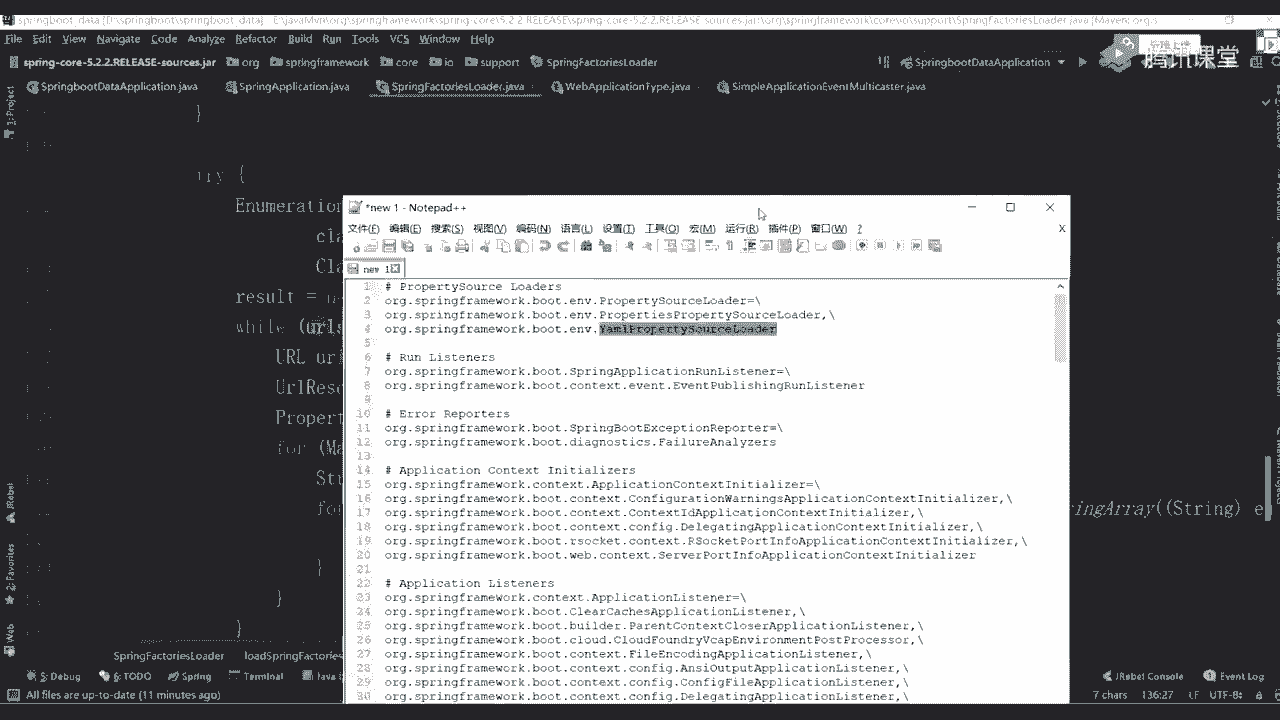 springboot_data [D:\springboot\springboot_data] - E:\javaMvn\org\springframework\spring-core\5.2.2.RELEASE\spring-core-5.2.2.RELEASE-sources.jar!\org\springframework\core\io\support\SpringFactoriesLoader.java [Maven: org.s
File Edit View Navigate Code Analyze Refactor Build Run Tools VCS Window Help
spring-core-5.2.2.RELEASE-sources.jar org springframework core io support SpringFactoriesLoader SpringbootDataApplication
腾讯课堂
SpringbootDataApplication.java SpringApplication.java SpringFactoriesLoader.java WebApplicationType.java SimpleApplicationEventMulticaster.java
1: Project
}
try {
Enumeration
cla
Cla
result = n
while (urls
URL ur
UrlReso
Propert
for (Ma
Str
fo
ringArray((String) e
}
}
}
*new 1 - Notepad++
文件(F) 编辑(E) 搜索(S) 视图(V) 编码(N) 语言(L) 设置(T) 工具(O) 宏(M) 运行(R) 插件(P) 窗口(W) ? X
new 1
1 # PropertySource Loaders
2 org.springframework.boot.env.PropertySourceLoader=\
3 org.springframework.boot.env.PropertiesPropertySourceLoader,\
4 org.springframework.boot.env.YamlPropertySourceLoader
5
6 # Run Listeners
7 org.springframework.boot.SpringApplicationRunListener=\
8 org.springframework.boot.context.event.EventPublishingRunListener
9
10 # Error Reporters
11 org.springframework.boot.SpringBootExceptionReporter=\
12 org.springframework.boot.diagnostics.FailureAnalyzers
13
14 # Application Context Initializers
15 org.springframework.context.ApplicationContextInitializer=\
16 org.springframework.boot.context.ConfigurationWarningsApplicationContextInitializer,\
17 org.springframework.boot.context.ContextIdApplicationContextInitializer,\
18 org.springframework.boot.context.config.DelegatingApplicationContextInitializer,\
19 org.springframework.boot.rsocket.context.RSocketPortInfoApplicationContextInitializer,\
20 org.springframework.boot.web.context.ServerPortInfoApplicationContextInitializer
21
22 # Application Listeners
23 org.springframework.context.ApplicationListener=\
24 org.springframework.boot.ClearCachesApplicationListener,\
25 org.springframework.boot.builder.ParentContextCloserApplicationListener,\
26 org.springframework.boot.cloud.CloudFoundryVcapEnvironmentPostProcessor,\
27 org.springframework.boot.context.FileEncodingApplicationListener,\
28 org.springframework.boot.context.config.AnsiOutputApplicationListener,\
29 org.springframework.boot.context.config.ConfigFileApplicationListener,\
30 org.springframework.boot.context.config.DelegatingApplicationListener,\
JRebel
2: Favorites
Web
SpringFactoriesLoader loadSpringFactories
5: Debug 6: TODO Spring Terminal Java JRebel Console Event Log
All files are up-to-date (11 minutes ago) 7 chars 136:27 LF UTF-8